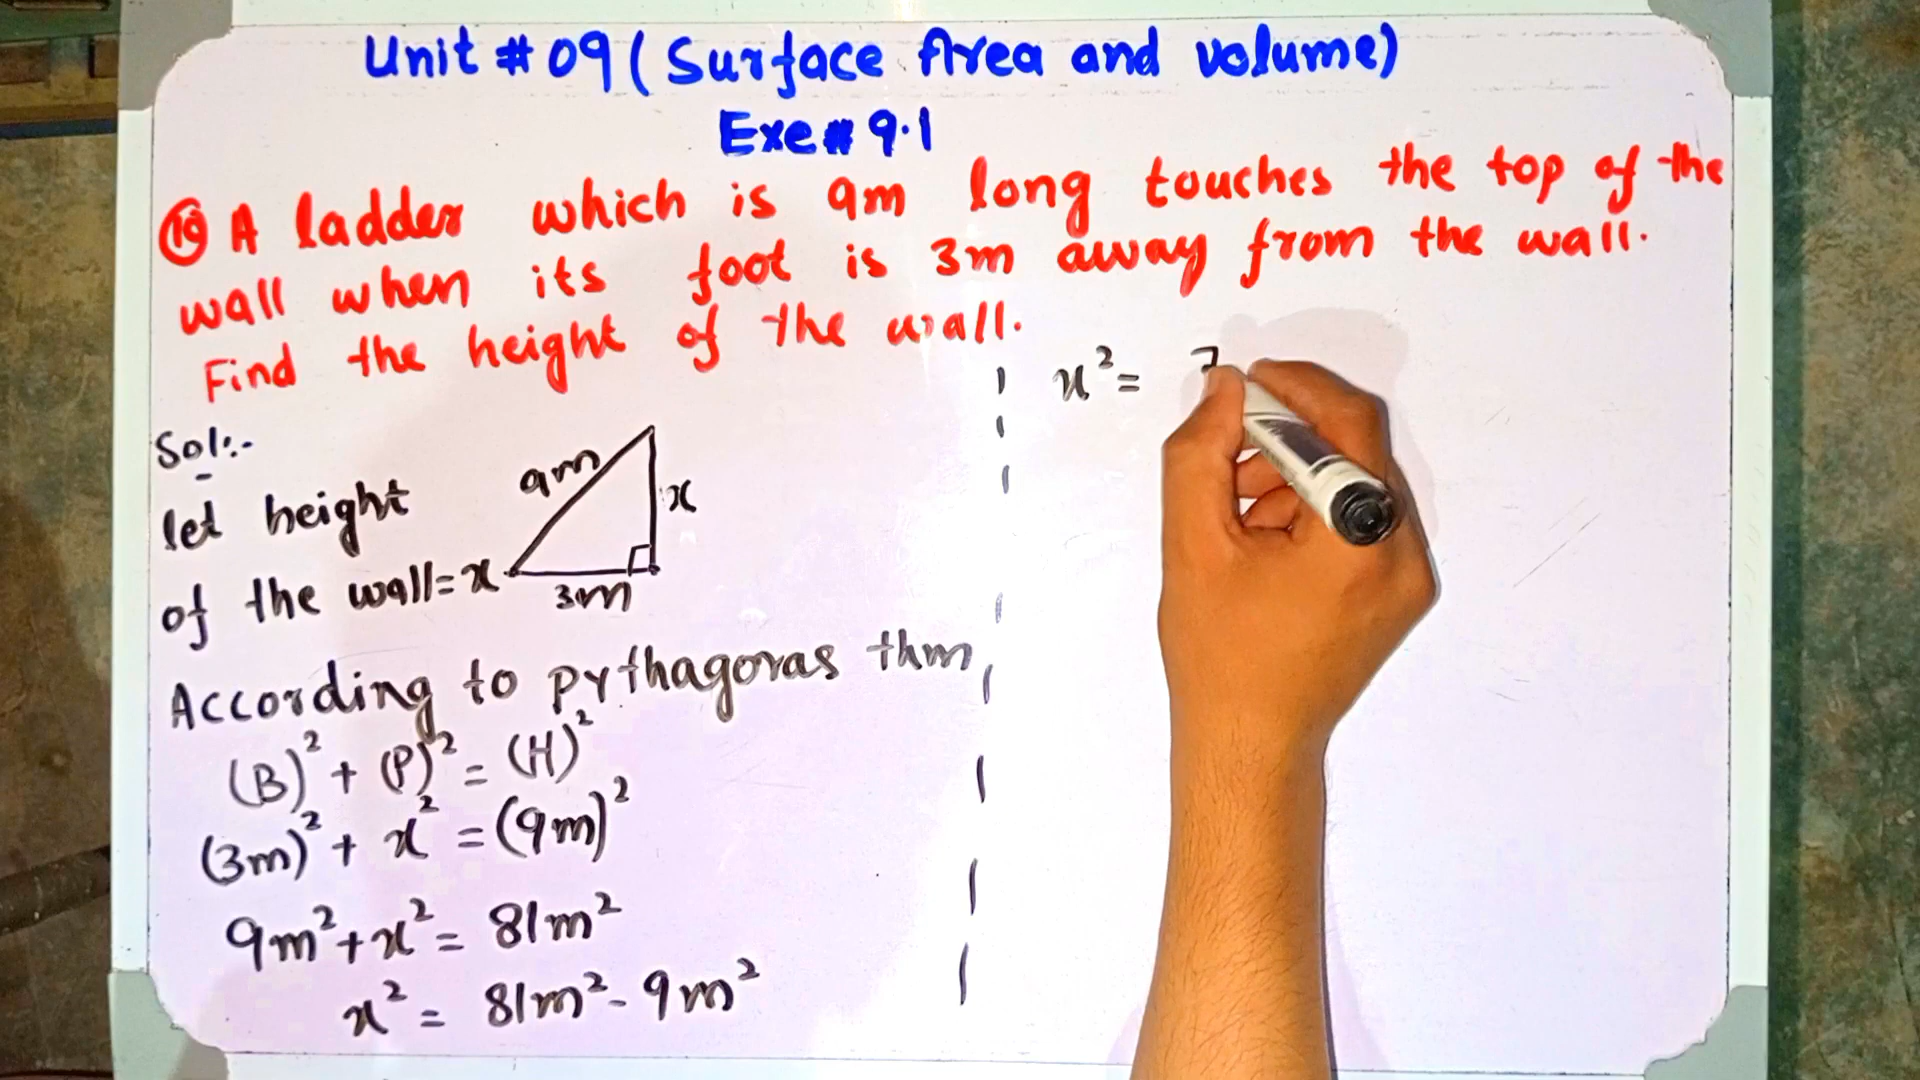 Unit # 09 (Surface Area and volume)
Exe # 9.1
A ladder which is 9m long touches the top of the
wall when its foot is 3m away from the wall.
Find the height of the wall.
Sol:-
let height
of the wall = x
9m
x
3m
According to pythagoras thm,
(B)² + (P)² = (H)²
(3m)² + x² = (9m)²
9m² + x² = 81m²
x² = 81m² - 9m²
x² = 7